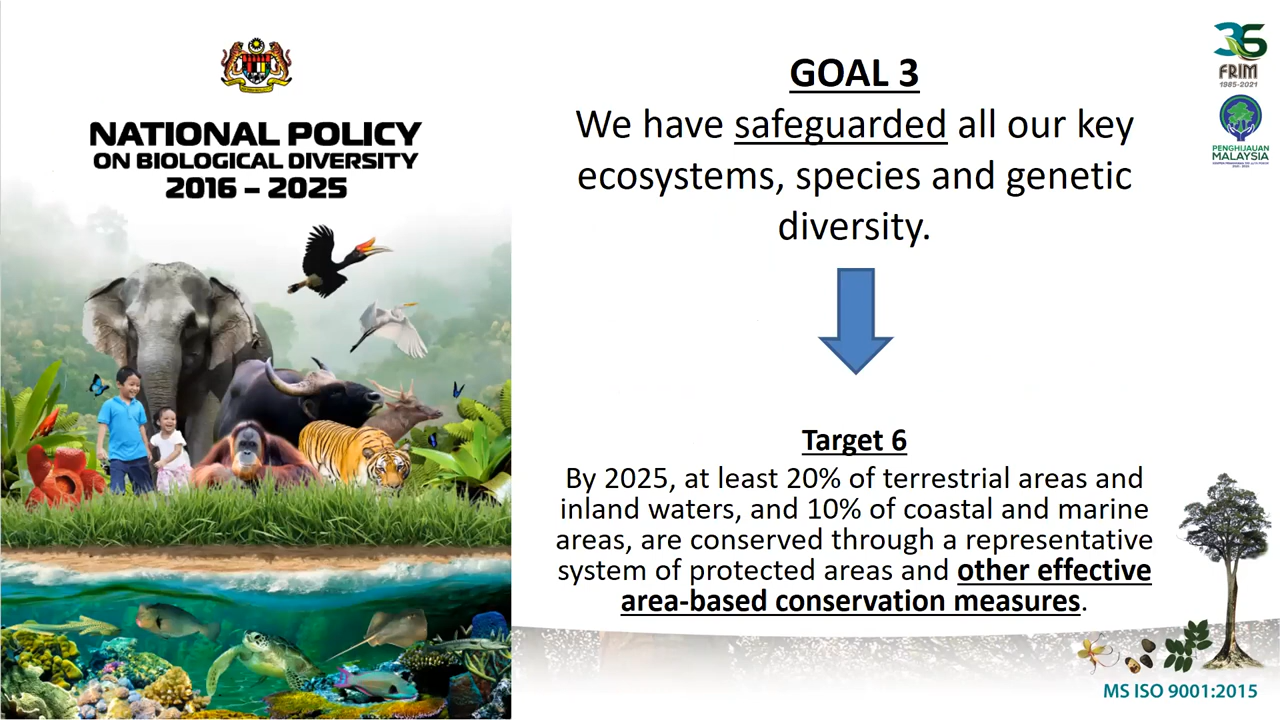 NATIONAL POLICY
ON BIOLOGICAL DIVERSITY
2016 – 2025
GOAL 3
We have safeguarded all our key
ecosystems, species and genetic
diversity.
Target 6
By 2025, at least 20% of terrestrial areas and
inland waters, and 10% of coastal and marine
areas, are conserved through a representative
system of protected areas and other effective
area-based conservation measures.
36
FRIM
1985-2021
PENGHIJAUAN
MALAYSIA
MS ISO 9001:2015